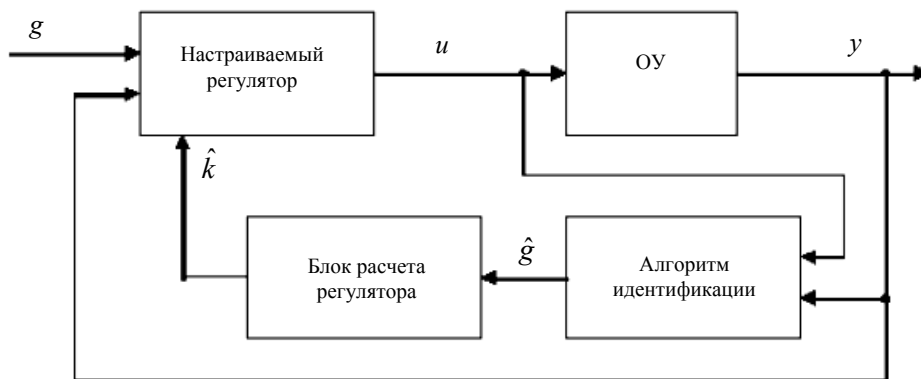 g
Настраиваемый
регулятор
u
ОУ
y
k̂
Блок расчета
регулятора
ĝ
Алгоритм
идентификации